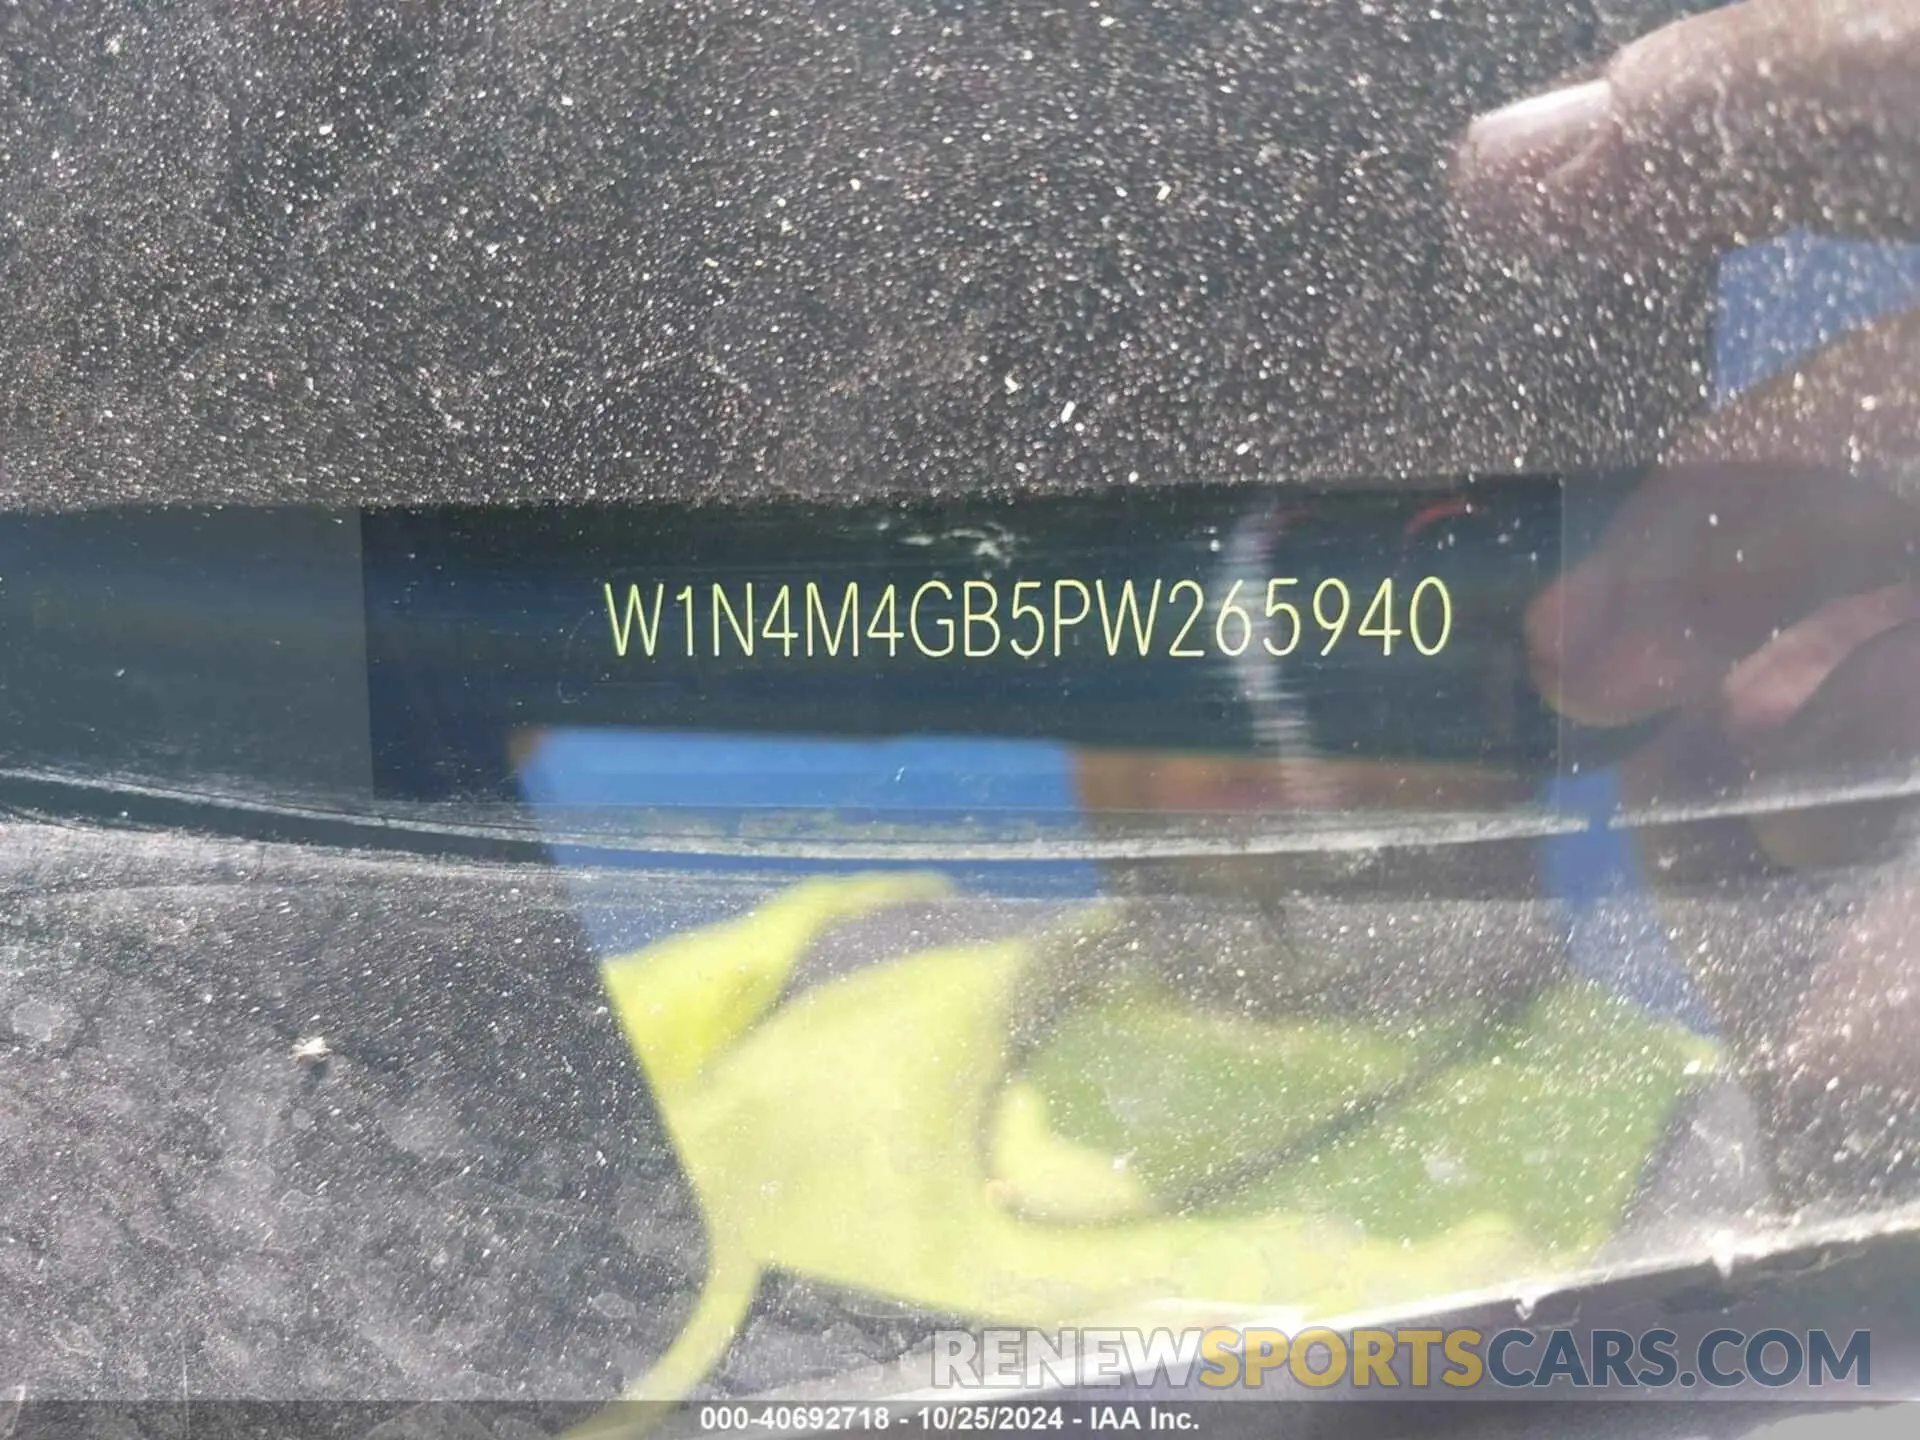 W1N4M4GB5PW265940
RENEWSPORTSCARS.COM
000-40692718 - 10/25/2024 - IAA Inc.